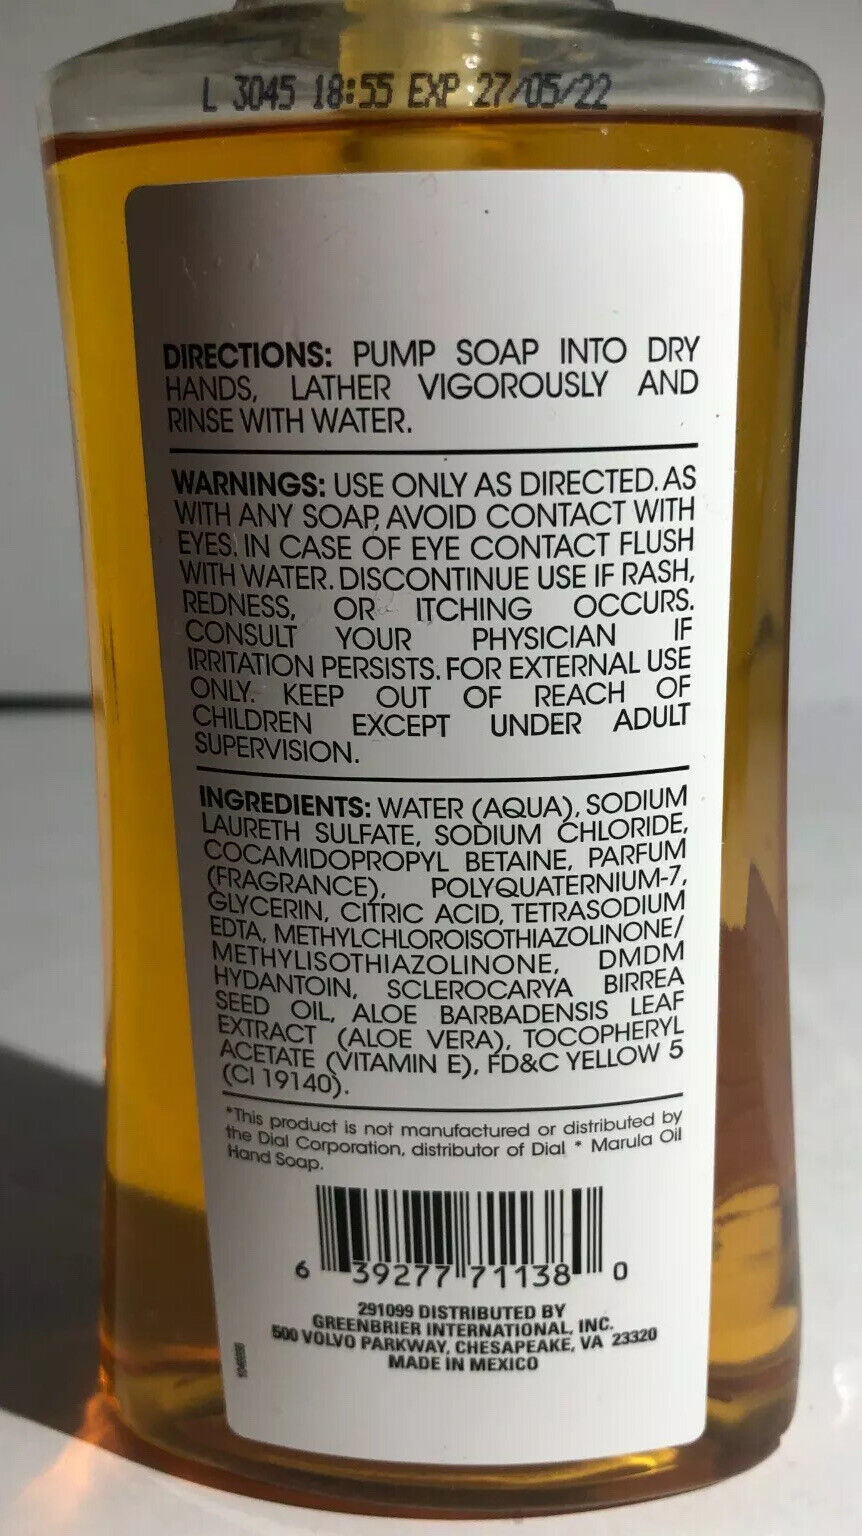 L 3045 18:55 EXP 27/05/22
DIRECTIONS: PUMP SOAP INTO DRY
HANDS, LATHER VIGOROUSLY AND
RINSE WITH WATER.
WARNINGS: USE ONLY AS DIRECTED. AS
WITH ANY SOAP, AVOID CONTACT WITH
EYES. IN CASE OF EYE CONTACT FLUSH
WITH WATER. DISCONTINUE USE IF RASH,
REDNESS, OR ITCHING OCCURS.
CONSULT YOUR PHYSICIAN IF
IRRITATION PERSISTS. FOR EXTERNAL USE
ONLY. KEEP OUT OF REACH OF
CHILDREN EXCEPT UNDER ADULT
SUPERVISION.
INGREDIENTS: WATER (AQUA), SODIUM
LAURETH SULFATE, SODIUM CHLORIDE,
COCAMIDOPROPYL BETAINE, PARFUM
(FRAGRANCE), POLYQUATERNIUM-7,
GLYCERIN, CITRIC ACID, TETRASODIUM
EDTA, METHYLCHLOROISOTHIAZOLINONE/
METHYLISOTHIAZOLINONE, DMDM
HYDANTOIN, SCLEROCARYA BIRREA
SEED OIL, ALOE BARBADENSIS LEAF
EXTRACT (ALOE VERA), TOCOPHERYL
ACETATE (VITAMIN E), FD&C YELLOW 5
(CI 19140).
*This product is not manufactured or distributed by
the Dial Corporation, distributor of Dial * Marula Oil
Hand Soap.
6 39277 71138 0
291099 DISTRIBUTED BY
GREENBRIER INTERNATIONAL, INC.
500 VOLVO PARKWAY, CHESAPEAKE, VA 23320
MADE IN MEXICO